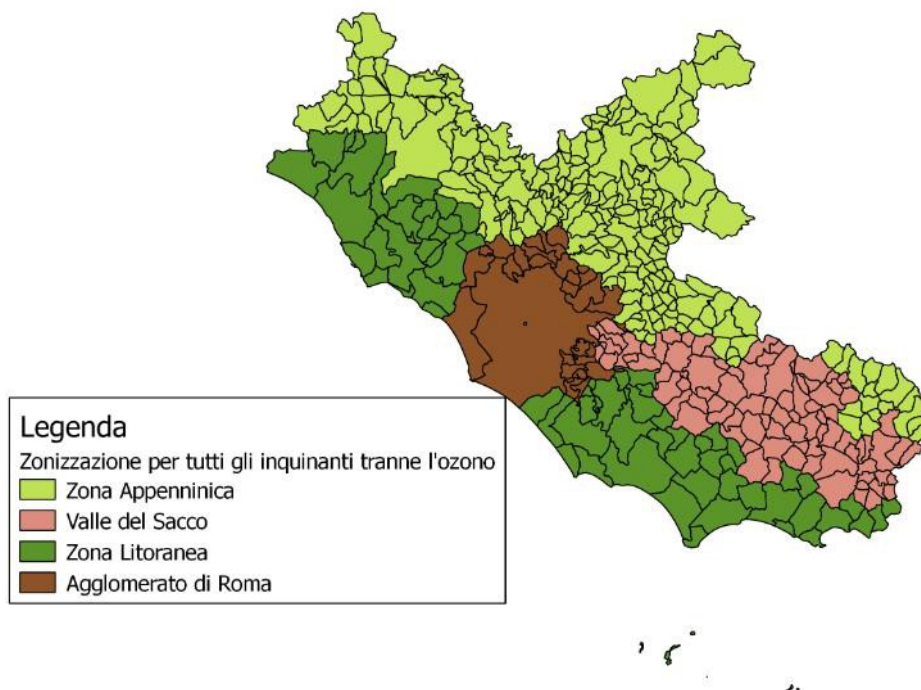 Legenda
Zonizzazione per tutti gli inquinanti tranne l'ozono
Zona Appenninica
Valle del Sacco
Zona Litoranea
Agglomerato di Roma